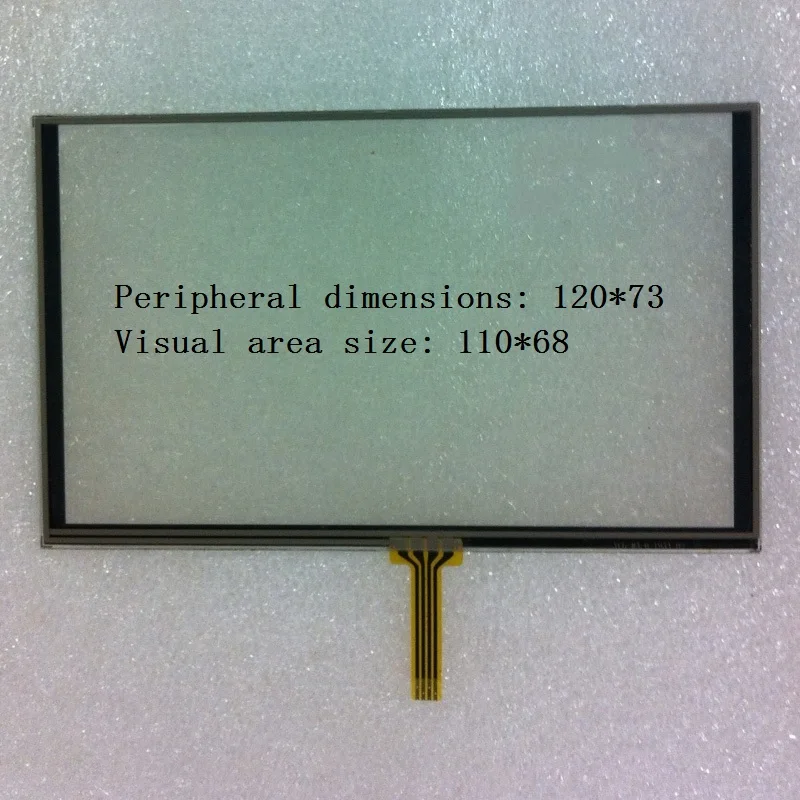 Peripheral dimensions: 120*73
Visual area size: 110*68